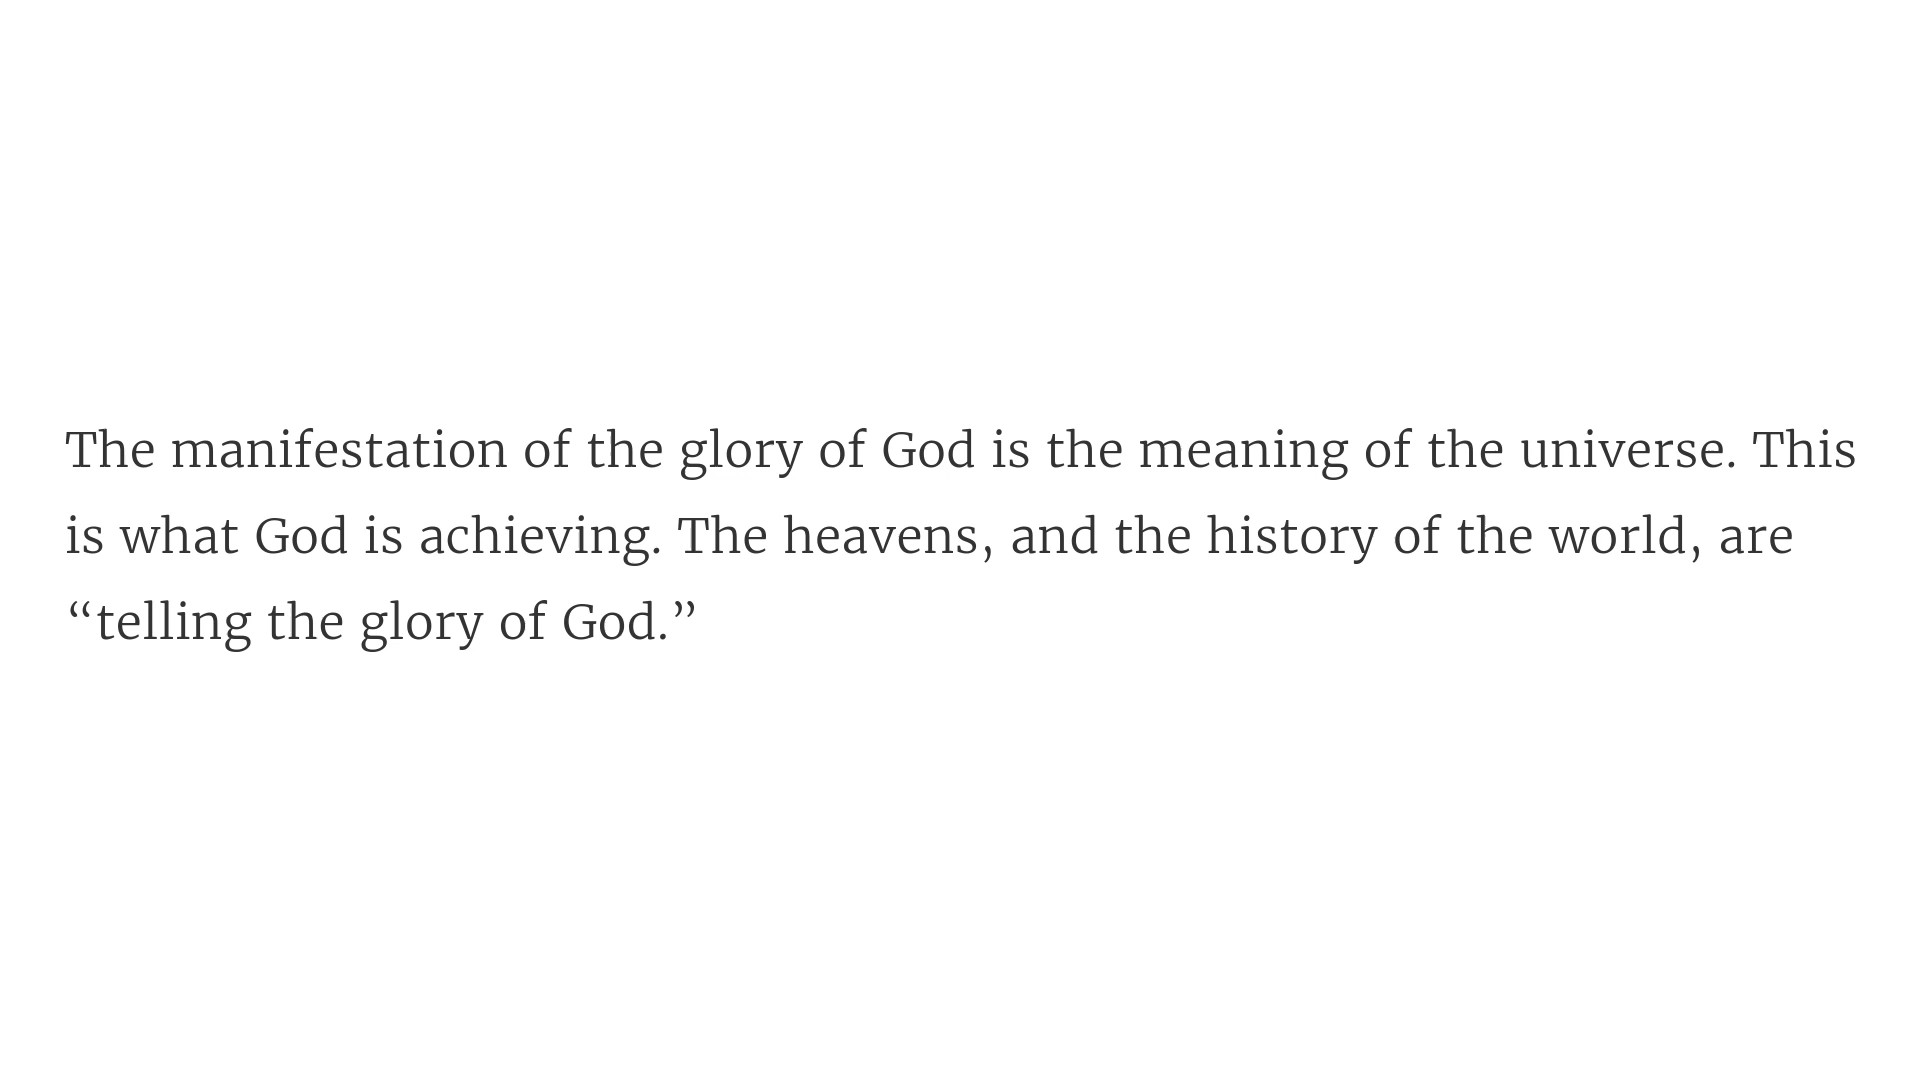 The manifestation of the glory of God is the meaning of the universe. This
is what God is achieving. The heavens, and the history of the world, are
“telling the glory of God.”